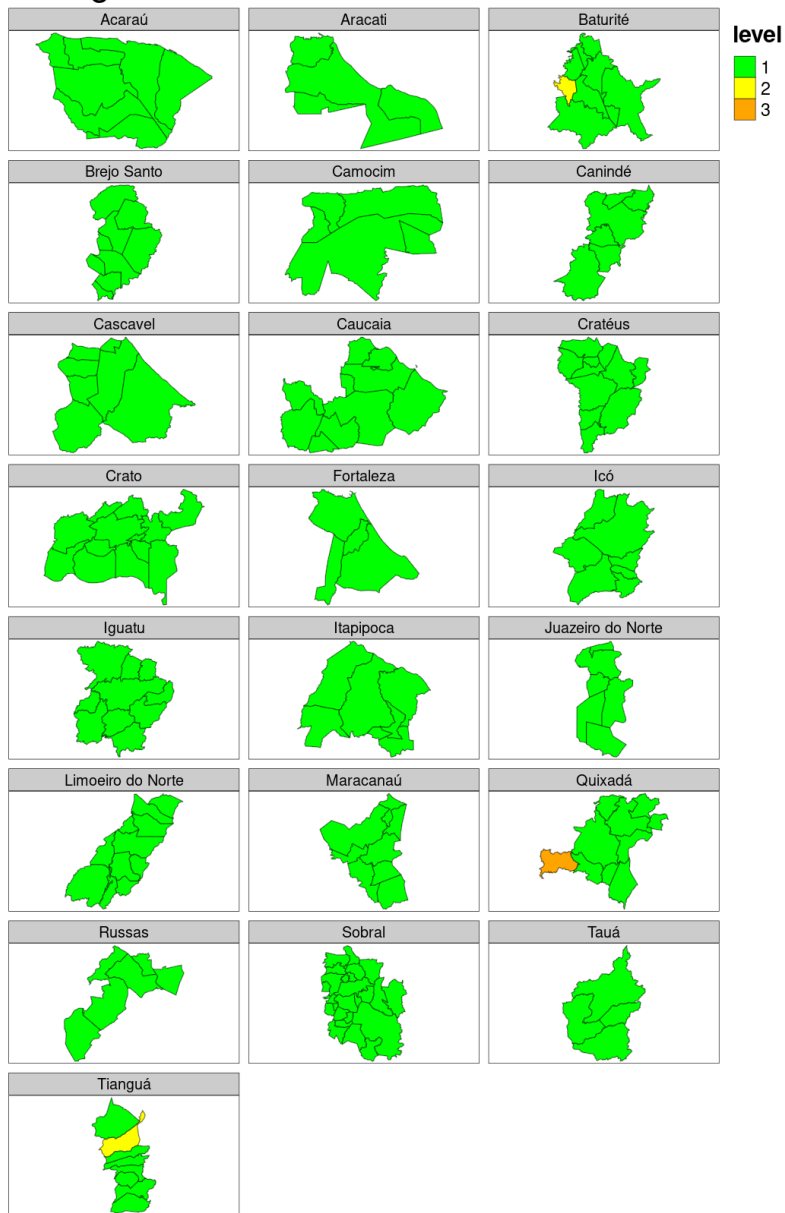 Acaraú
Aracati
Baturité
level
1
2
3
Brejo Santo
Camocim
Canindé
Cascavel
Caucaia
Cratéus
Crato
Fortaleza
Icó
Iguatu
Itapipoca
Juazeiro do Norte
Limoeiro do Norte
Maracanaú
Quixadá
Russas
Sobral
Tauá
Tianguá